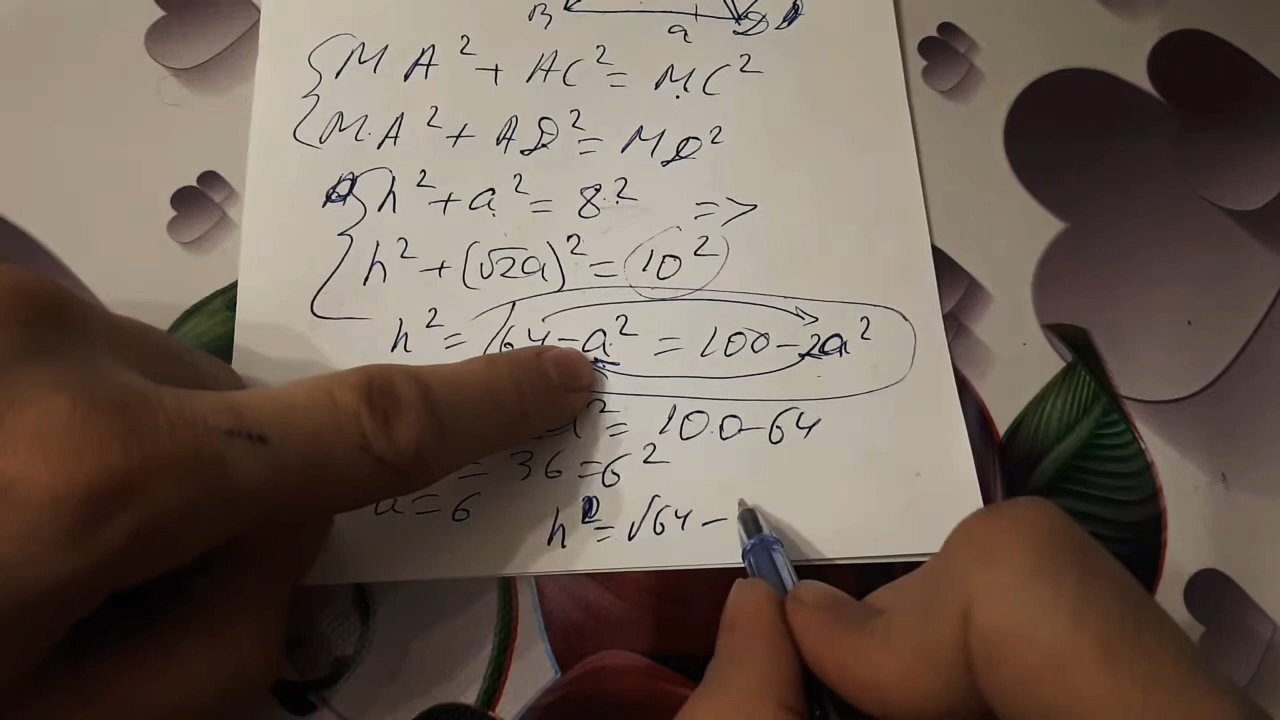 B a
MA² + AC² = MC²
M.A² + AD² = MD²
h² + a² = 8² =>
h² + (√2a)² = 10²
h² = 64 - a² = 100 - 2a²
a² = 100 - 64
= 36 = 6²
a = 6
h = √64 -